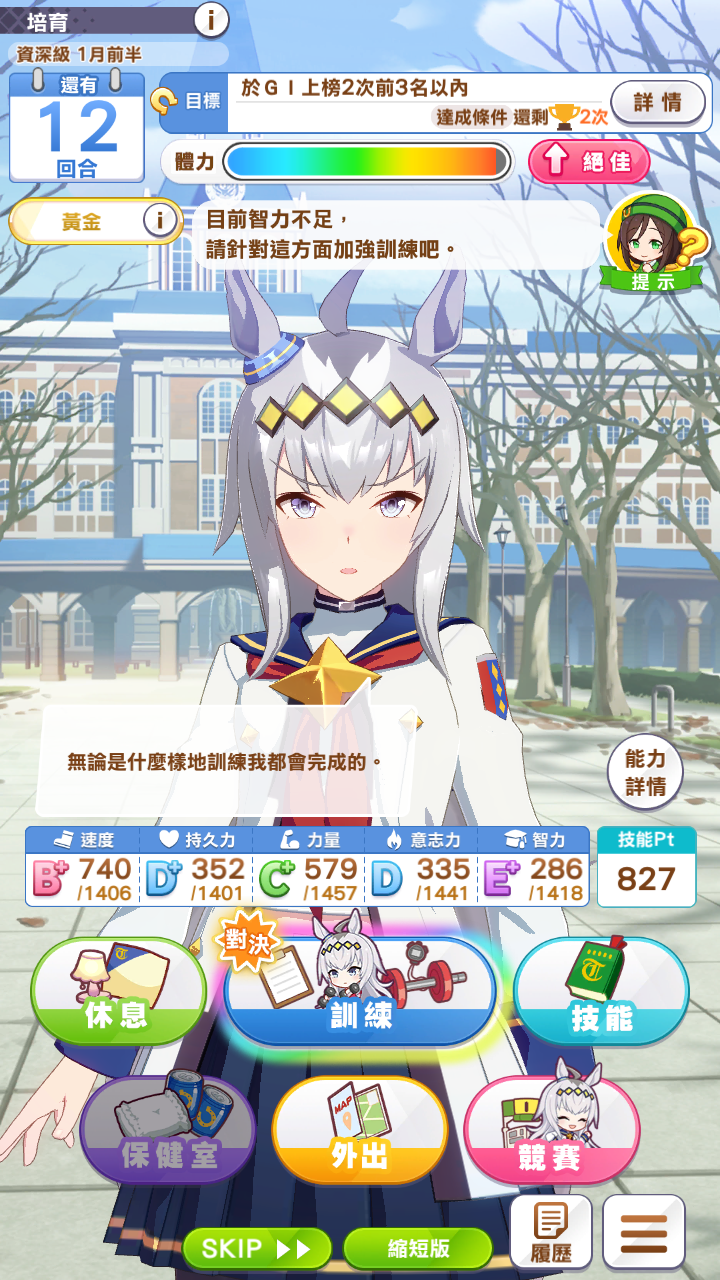 培育
i
資深級 1月前半
還有
12
回合
目標
於GⅠ上榜2次前3名以內
達成條件 還剩 2次
詳情
體力
絕佳
黃金
i
目前智力不足,
請針對這方面加強訓練吧。
提示
無論是什麼樣地訓練我都會完成的。
能力
詳情
速度 持久力 力量 意志力 智力
技能Pt
B+ 740 D+ 352 C+ 579 D 335 E+ 286
/1406 /1401 /1457 /1441 /1418
827
對決
休息
訓練
技能
保健室
MAP
外出
競賽
SKIP
縮短版
履歷